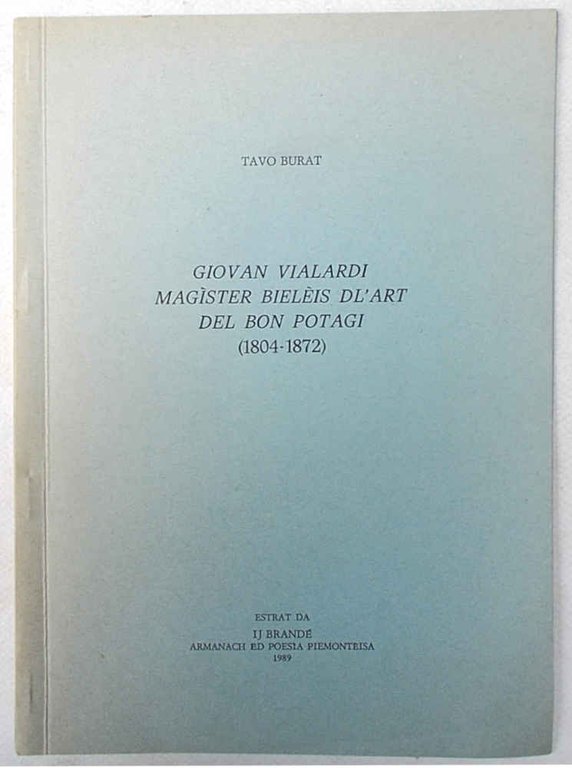 TAVO BURAT
GIOVAN VIALARDI
MAGÌSTER BIELÈIS DL'ART
DEL BON POTAGI
(1804-1872)
ESTRAT DA
IJ BRANDÉ
ARMANACH ED POESÌA PIEMONTEISA
1989